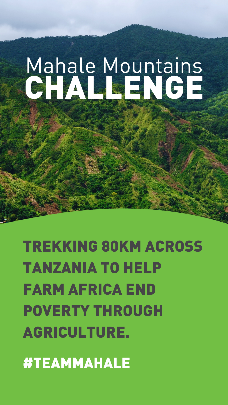 Mahale Mountains
CHALLENGE
TREKKING 80KM ACROSS
TANZANIA TO HELP
FARM AFRICA END
POVERTY THROUGH
AGRICULTURE.
#TEAMMAHALE